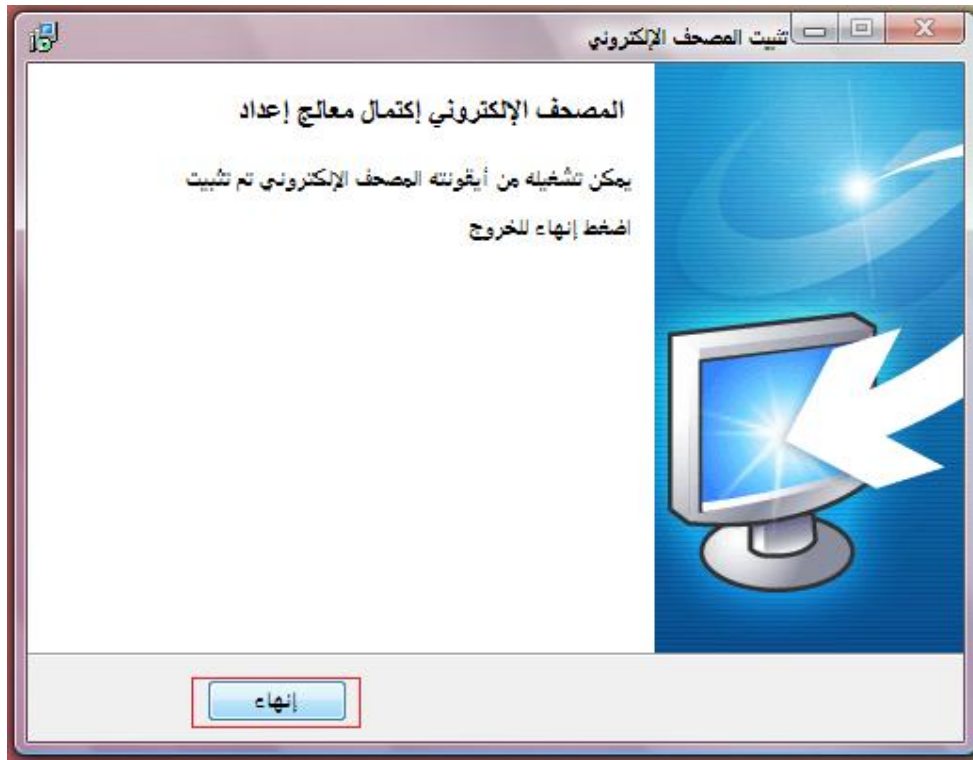 تثبيت المصحف الإلكتروني
المصحف الإلكتروني إكتمال معالج إعداد
يمكن تشغيله من أيقونته المصحف الإلكتروني تم تثبيت
اضغط إنهاء للخروج
إنهاء